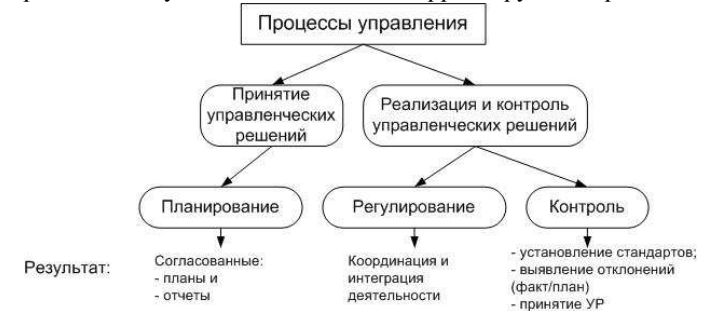 Процессы управления
Принятие
управленческих
решений
Реализация и контроль
управленческих решений
Планирование
Регулирование
Контроль
Результат:
Согласованные:
- планы и
- отчеты
Координация и
интеграция
деятельности
- установление стандартов;
- выявление отклонений
(факт/план)
- принятие УР